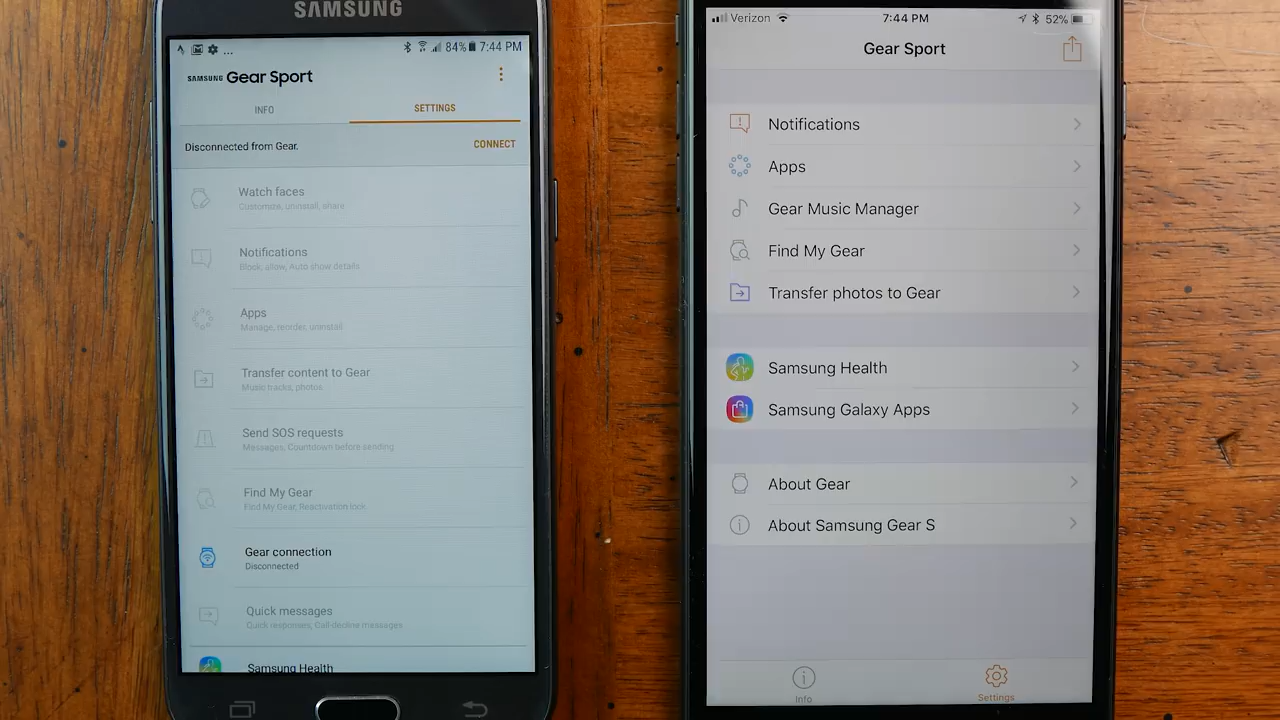 SAMSUNG
... 84% 7:44 PM
SAMSUNG Gear Sport
INFO SETTINGS
Disconnected from Gear. CONNECT
Watch faces
Customize, uninstall, share
Notifications
Block, allow, Auto show details
Apps
Manage, reorder, uninstall
Transfer content to Gear
Music tracks, photos
Send SOS requests
Messages, Countdown before sending
Find My Gear
Find My Gear, Reactivation lock
Gear connection
Disconnected
Quick messages
Quick responses, Call-decline messages
Samsung Health
Verizon 7:44 PM 52%
Gear Sport
Notifications
Apps
Gear Music Manager
Find My Gear
Transfer photos to Gear
Samsung Health
Samsung Galaxy Apps
About Gear
About Samsung Gear S
Info Settings